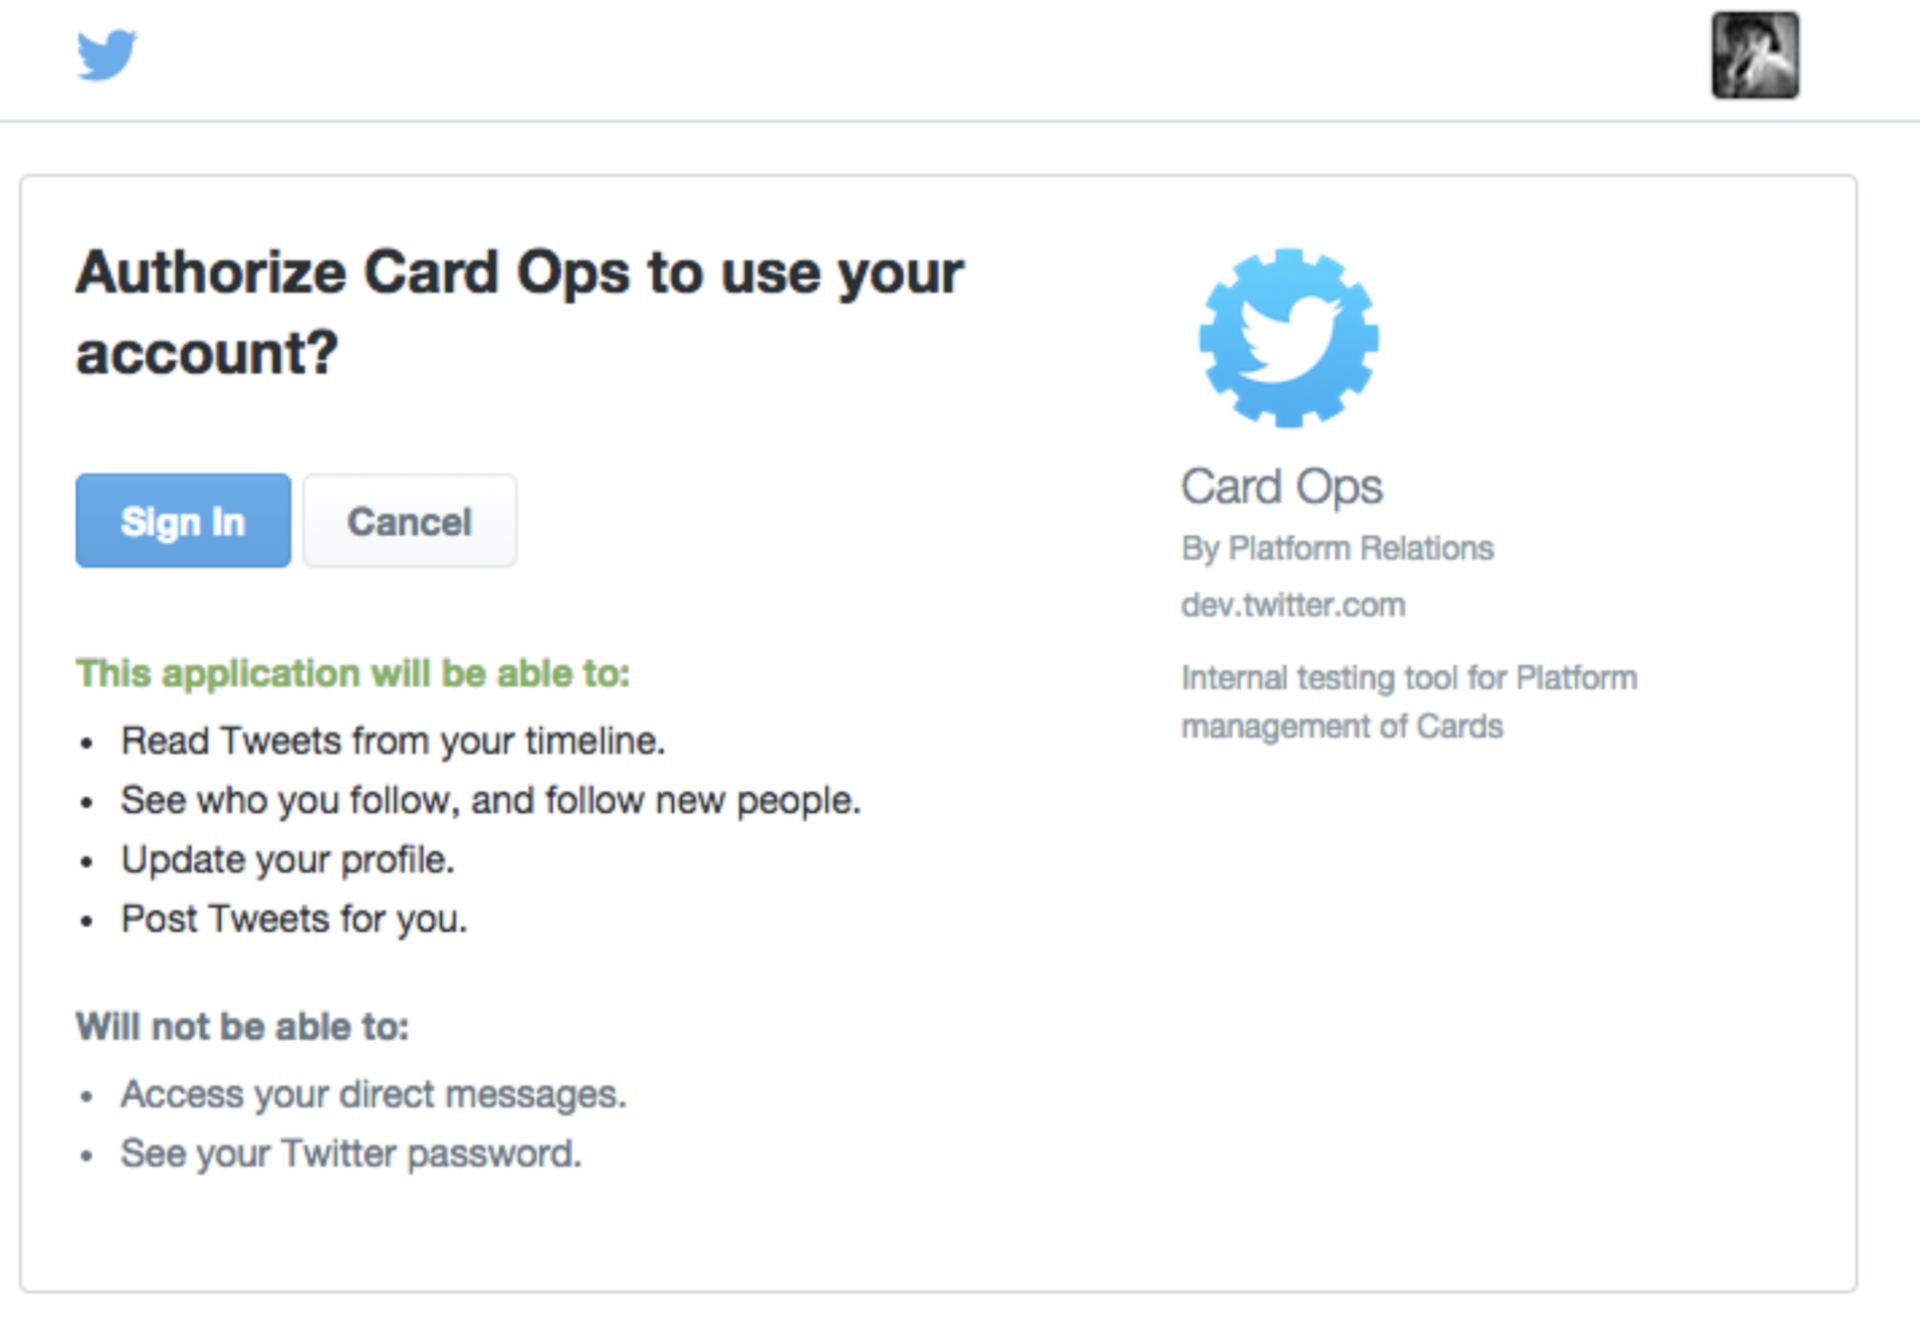 Authorize Card Ops to use your
account?
Sign In
Cancel
This application will be able to:
• Read Tweets from your timeline.
• See who you follow, and follow new people.
• Update your profile.
• Post Tweets for you.
Will not be able to:
• Access your direct messages.
• See your Twitter password.
Card Ops
By Platform Relations
dev.twitter.com
Internal testing tool for Platform
management of Cards